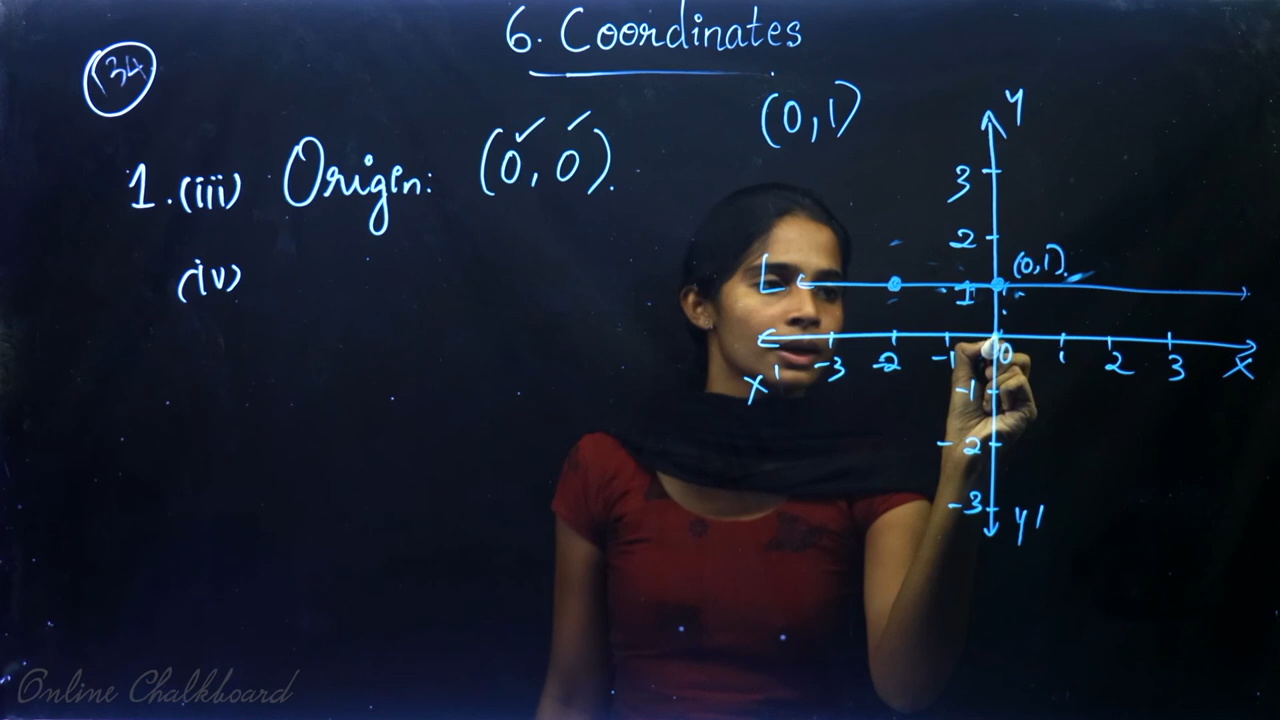 6. Coordinates
(34)
(0,1)
1.(iii) Origin: (0,0).
(iv)
Y
3
2
(0,1)
L
1
-3 -2 -1 0 1 2 3 X
X'
-1
-2
-3
Y'
Online Chalkboard